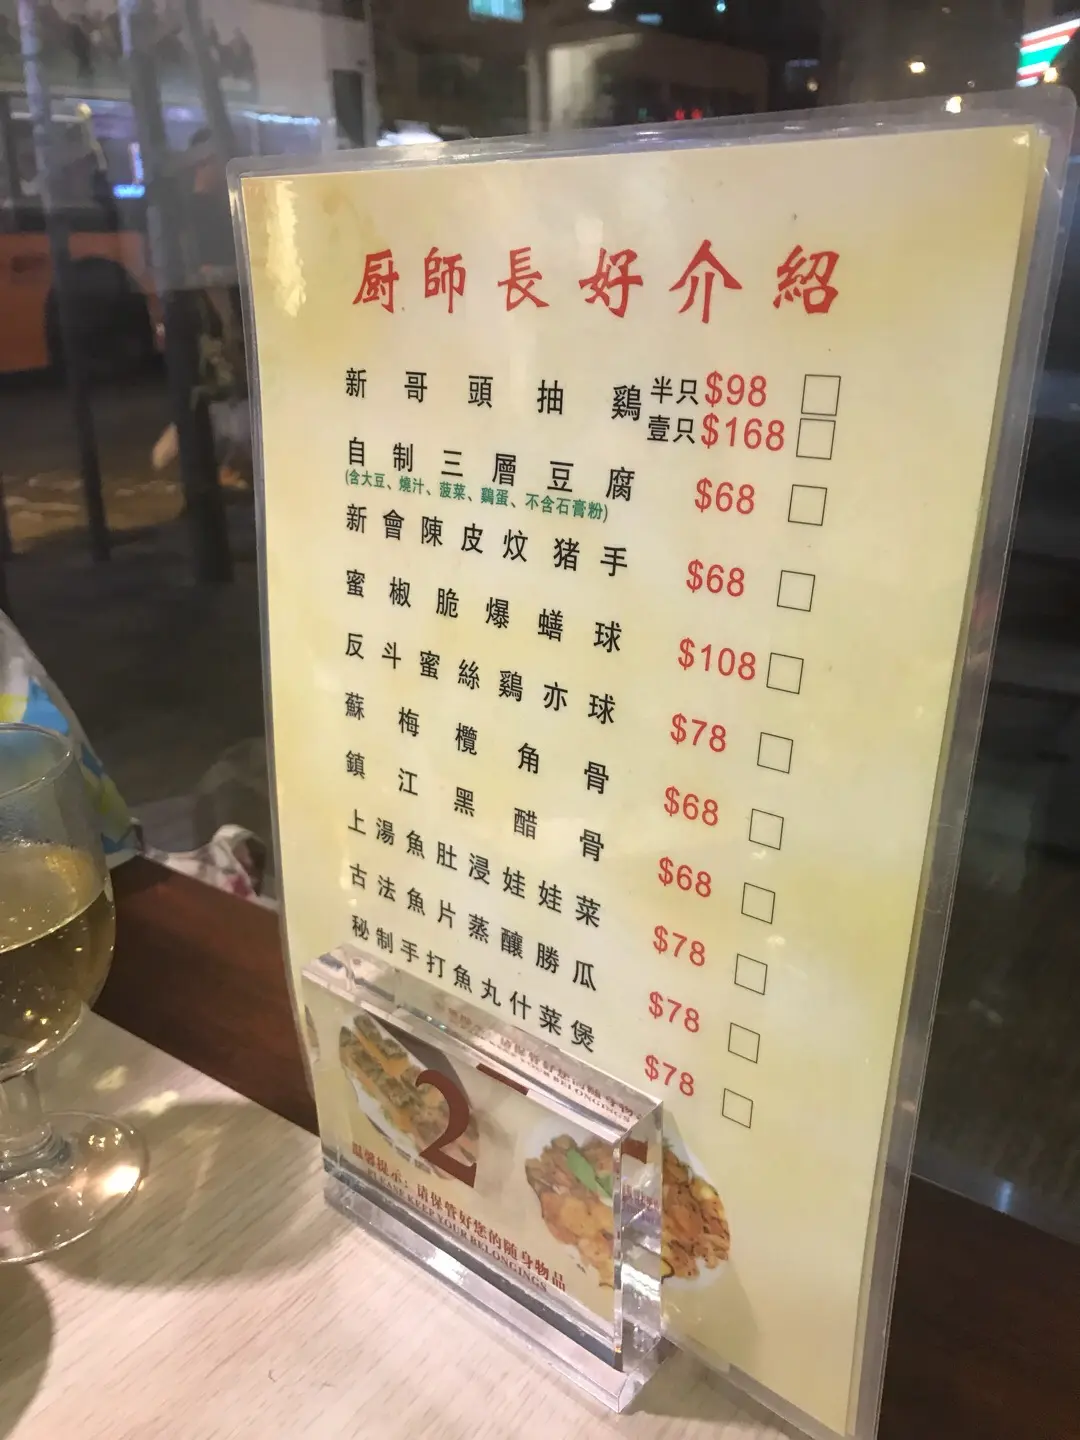 厨師長好介紹
新哥頭抽鷄 半只 $98
壹只 $168
自制三層豆腐 $68
(含大豆、燒汁、菠菜、鷄蛋、不含石膏粉)
新會陳皮炆猪手 $68
蜜椒脆爆蟮球 $108
反斗蜜絲鷄亦球 $78
蘇梅欖角骨 $68
鎮江黑醋骨 $68
上湯魚肚浸娃娃菜 $78
古法魚片蒸釀勝瓜 $78
秘制手打魚丸什菜煲 $78
2
温馨提示：请保管好您的随身物品
PLEASE KEEP YOUR BELONGINGS